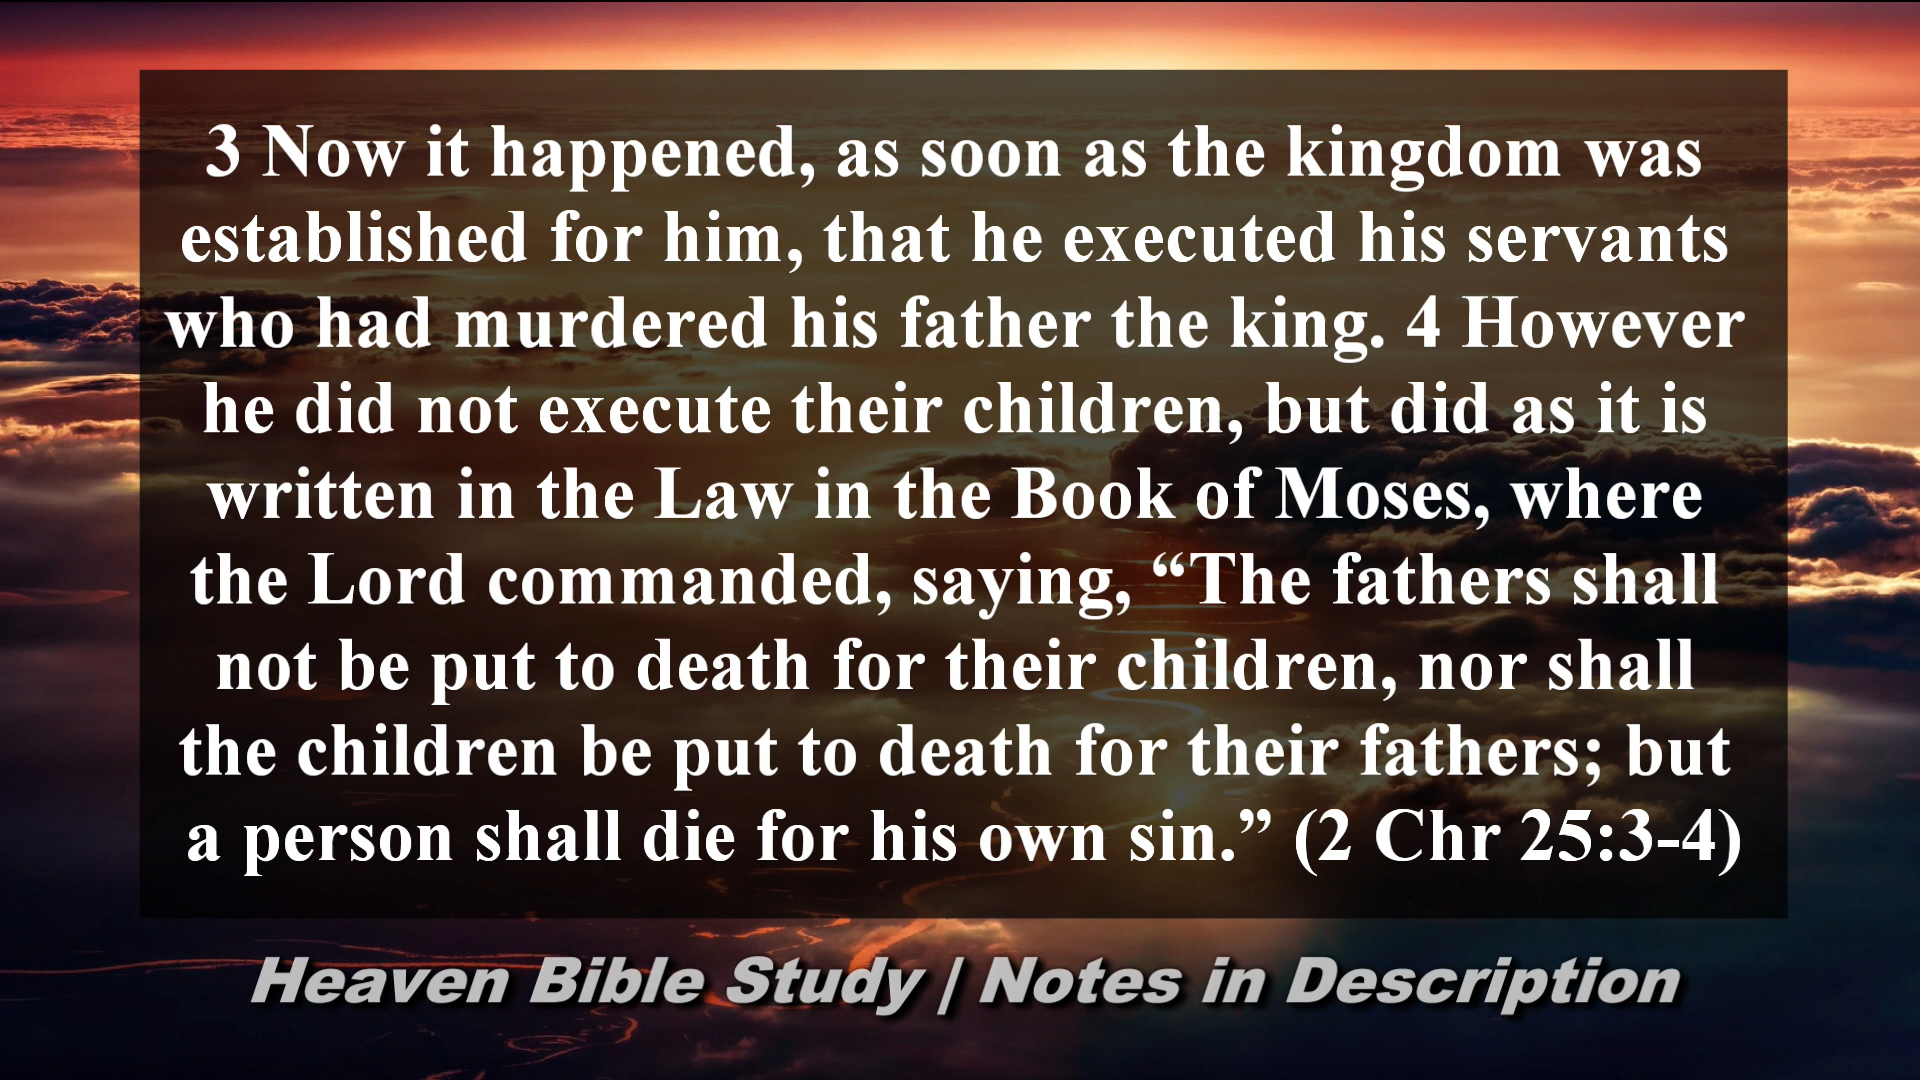 3 Now it happened, as soon as the kingdom was
established for him, that he executed his servants
who had murdered his father the king. 4 However
he did not execute their children, but did as it is
written in the Law in the Book of Moses, where
the Lord commanded, saying, “The fathers shall
not be put to death for their children, nor shall
the children be put to death for their fathers; but
a person shall die for his own sin.” (2 Chr 25:3-4)
Heaven Bible Study | Notes in Description